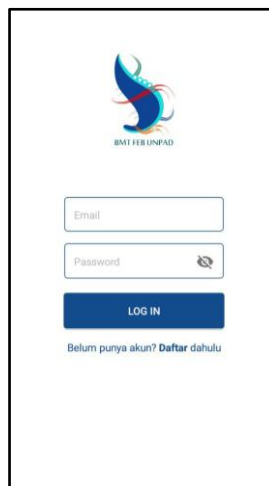 BMT FEB UNPAD
Email
Password
LOG IN
Belum punya akun? Daftar dahulu